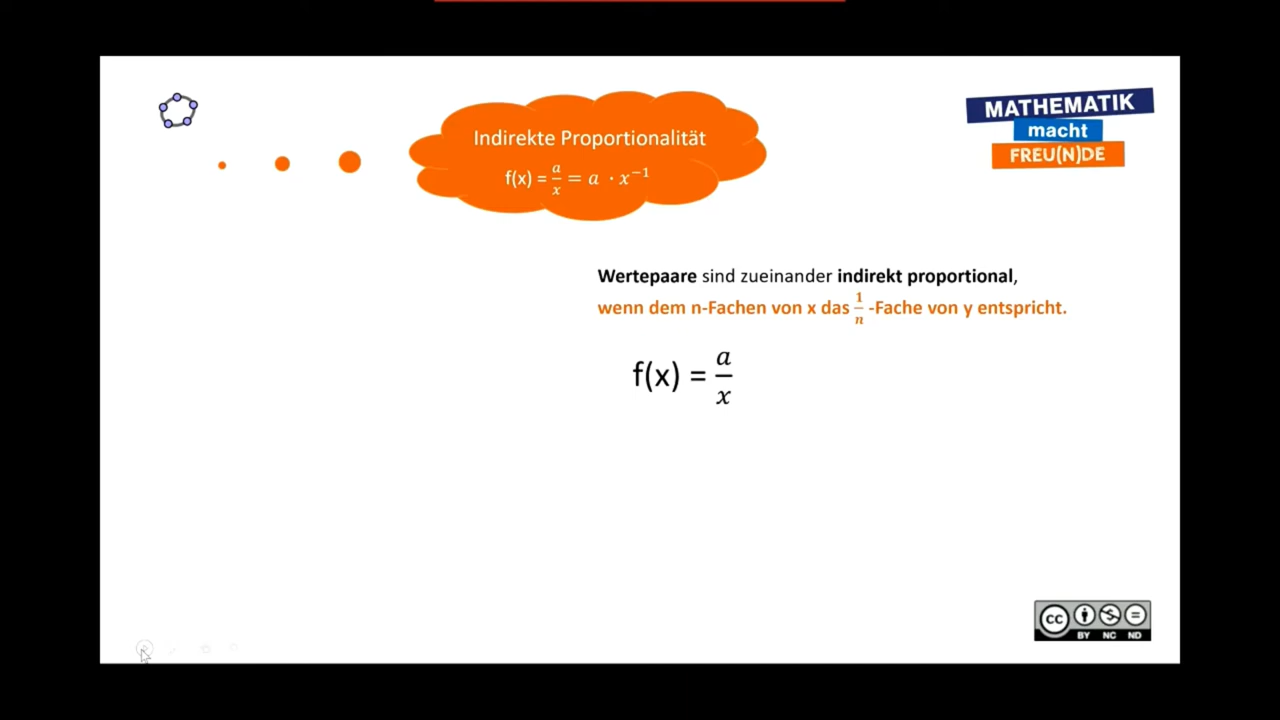 Indirekte Proportionalität
f(x) = a/x = a · x⁻¹
MATHEMATIK
macht
FREU(N)DE
Wertepaare sind zueinander indirekt proportional,
wenn dem n-Fachen von x das 1/n -Fache von y entspricht.
f(x) = a/x
cc
BY NC ND